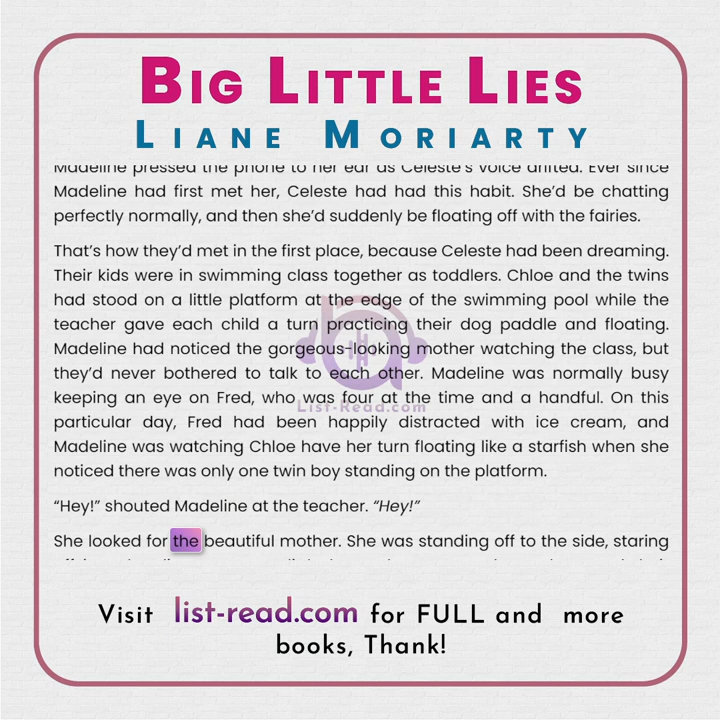 Big Little Lies
Liane Moriarty
Madeline pressed the phone to her ear as Celeste's voice drifted. Ever since
Madeline had first met her, Celeste had had this habit. She'd be chatting
perfectly normally, and then she'd suddenly be floating off with the fairies.
That's how they'd met in the first place, because Celeste had been dreaming.
Their kids were in swimming class together as toddlers. Chloe and the twins
had stood on a little platform at the edge of the swimming pool while the
teacher gave each child a turn practicing their dog paddle and floating.
Madeline had noticed the gorgeous-looking mother watching the class, but
they'd never bothered to talk to each other. Madeline was normally busy
keeping an eye on Fred, who was four at the time and a handful. On this
List-Read.com
particular day, Fred had been happily distracted with ice cream, and
Madeline was watching Chloe have her turn floating like a starfish when she
noticed there was only one twin boy standing on the platform.
“Hey!” shouted Madeline at the teacher. “Hey!”
She looked for the beautiful mother. She was standing off to the side, staring
Visit list-read.com for FULL and more
books, Thank!